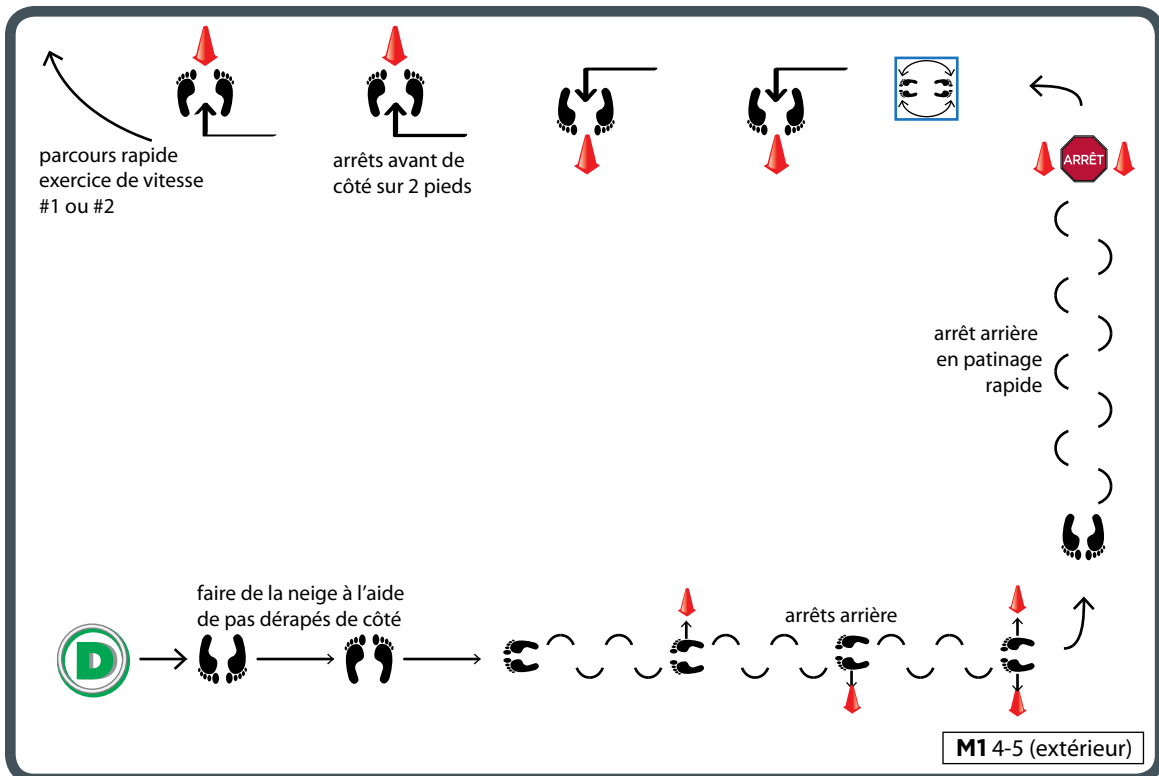 parcours rapide
exercice de vitesse
#1 ou #2
arrêts avant de
côté sur 2 pieds
ARRÊT
arrêt arrière
en patinage
rapide
faire de la neige à l’aide
de pas dérapés de côté
arrêts arrière
D
M1 4-5 (extérieur)